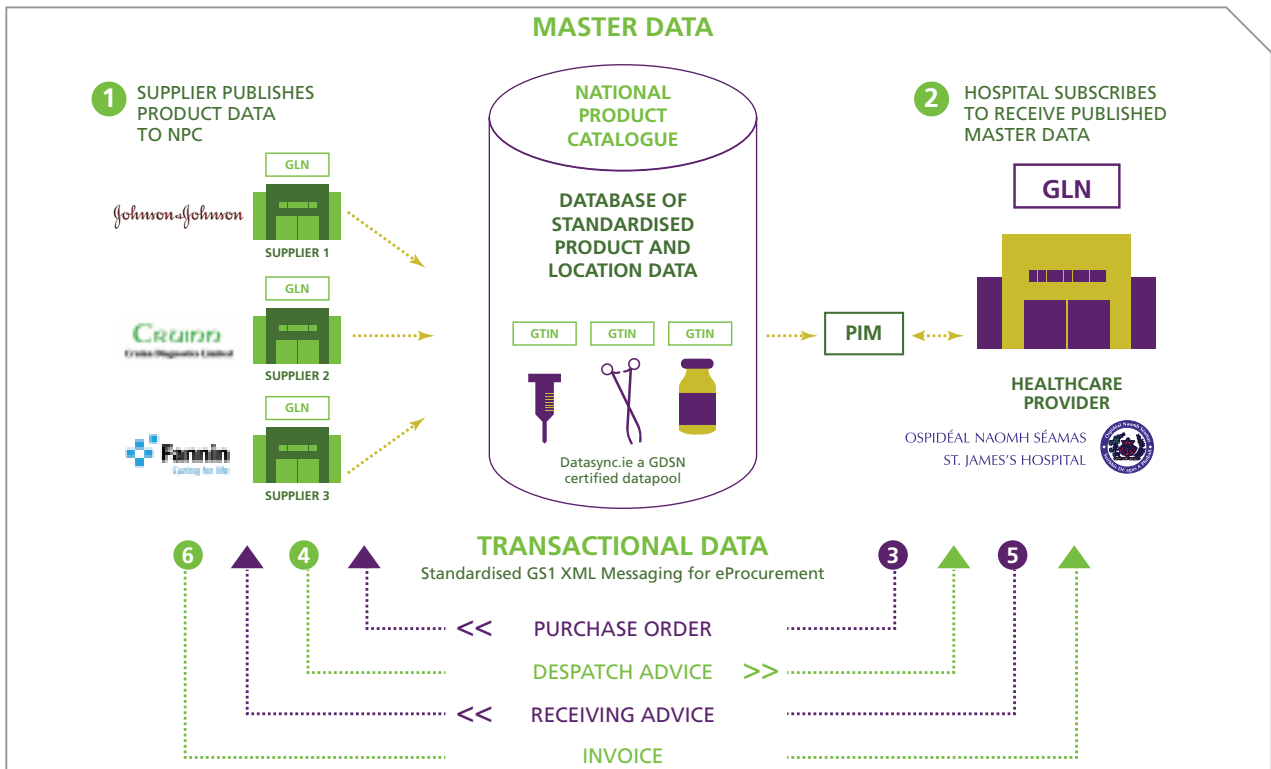 MASTER DATA
1
SUPPLIER PUBLISHES
PRODUCT DATA
TO NPC
GLN
Johnson & Johnson
SUPPLIER 1
GLN
Cruinn
Cruinn Diagnostics Limited
SUPPLIER 2
GLN
Fannin
Caring for life
SUPPLIER 3
NATIONAL
PRODUCT
CATALOGUE
DATABASE OF
STANDARDISED
PRODUCT AND
LOCATION DATA
GTIN
GTIN
GTIN
Datasync.ie a GDSN
certified datapool
PIM
2
HOSPITAL SUBSCRIBES
TO RECEIVE PUBLISHED
MASTER DATA
GLN
HEALTHCARE
PROVIDER
OSPIDÉAL NAOMH SÉAMAS
ST. JAMES'S HOSPITAL
6
4
TRANSACTIONAL DATA
3
5
Standardised GS1 XML Messaging for eProcurement
<< PURCHASE ORDER
DESPATCH ADVICE >>
<< RECEIVING ADVICE
INVOICE